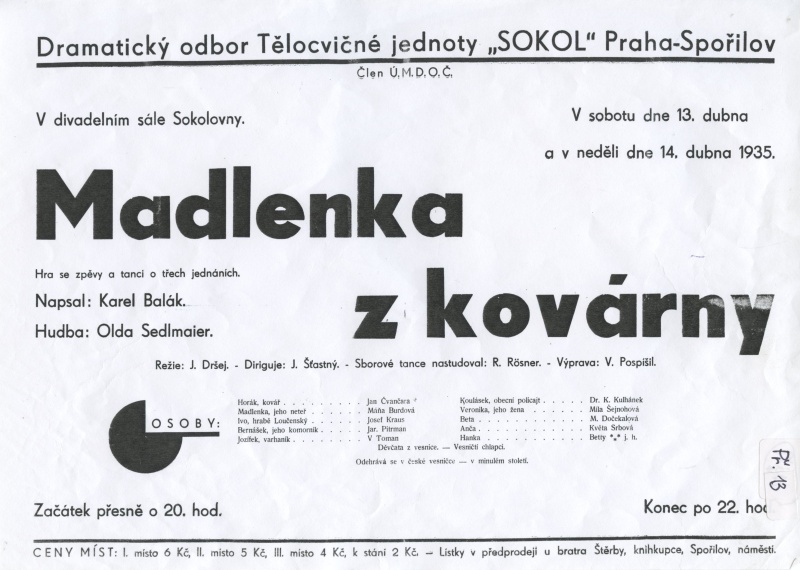 Dramatický odbor Tělocvičné jednoty „SOKOL“ Praha-Spořilov
Člen Ú.M.D.O.Č.
V divadelním sále Sokolovny.
V sobotu dne 13. dubna
a v neděli dne 14. dubna 1935.
Madlenka
z kovárny
Hra se zpěvy a tanci o třech jednáních.
Napsal: Karel Balák.
Hudba: Olda Sedlmaier.
Režie: J. Dršej. - Diriguje: J. Šťastný. - Sborové tance nastudoval: R. Rösner. - Výprava: V. Pospíšil.
OSOBY:
Horák, kovář . . . . . . . . Jan Čvančara
Madlenka, jeho neteř . . . . . . Máňa Burdová
Ivo, hrabě Loučenský . . . . . . Josef Kraus
Bernášek, jeho komorník . . . . . Jar. Pitrman
Jozífek, varhaník . . . . . . . V Toman
Koulásek, obecní policajt . . . . . Dr. K. Kulhánek
Veronika, jeho žena . . . . . . Míla Šejnohová
Beta . . . . . . . . . M. Dočekalová
Anča . . . . . . . . . Květa Srbová
Hanka . . . . . . . . . Betty *„* j. h.
Děvčata z vesnice. — Vesničtí chlapci.
Odehrává se v české vesničce — v minulém století.
Začátek přesně o 20. hod.
Konec po 22. hod
Př. 13
CENY MÍST: I. místo 6 Kč, II. místo 5 Kč, III. místo 4 Kč, k stání 2 Kč. – Lístky v předprodeji u bratra Štěrby, knihkupce, Spořilov, náměstí.